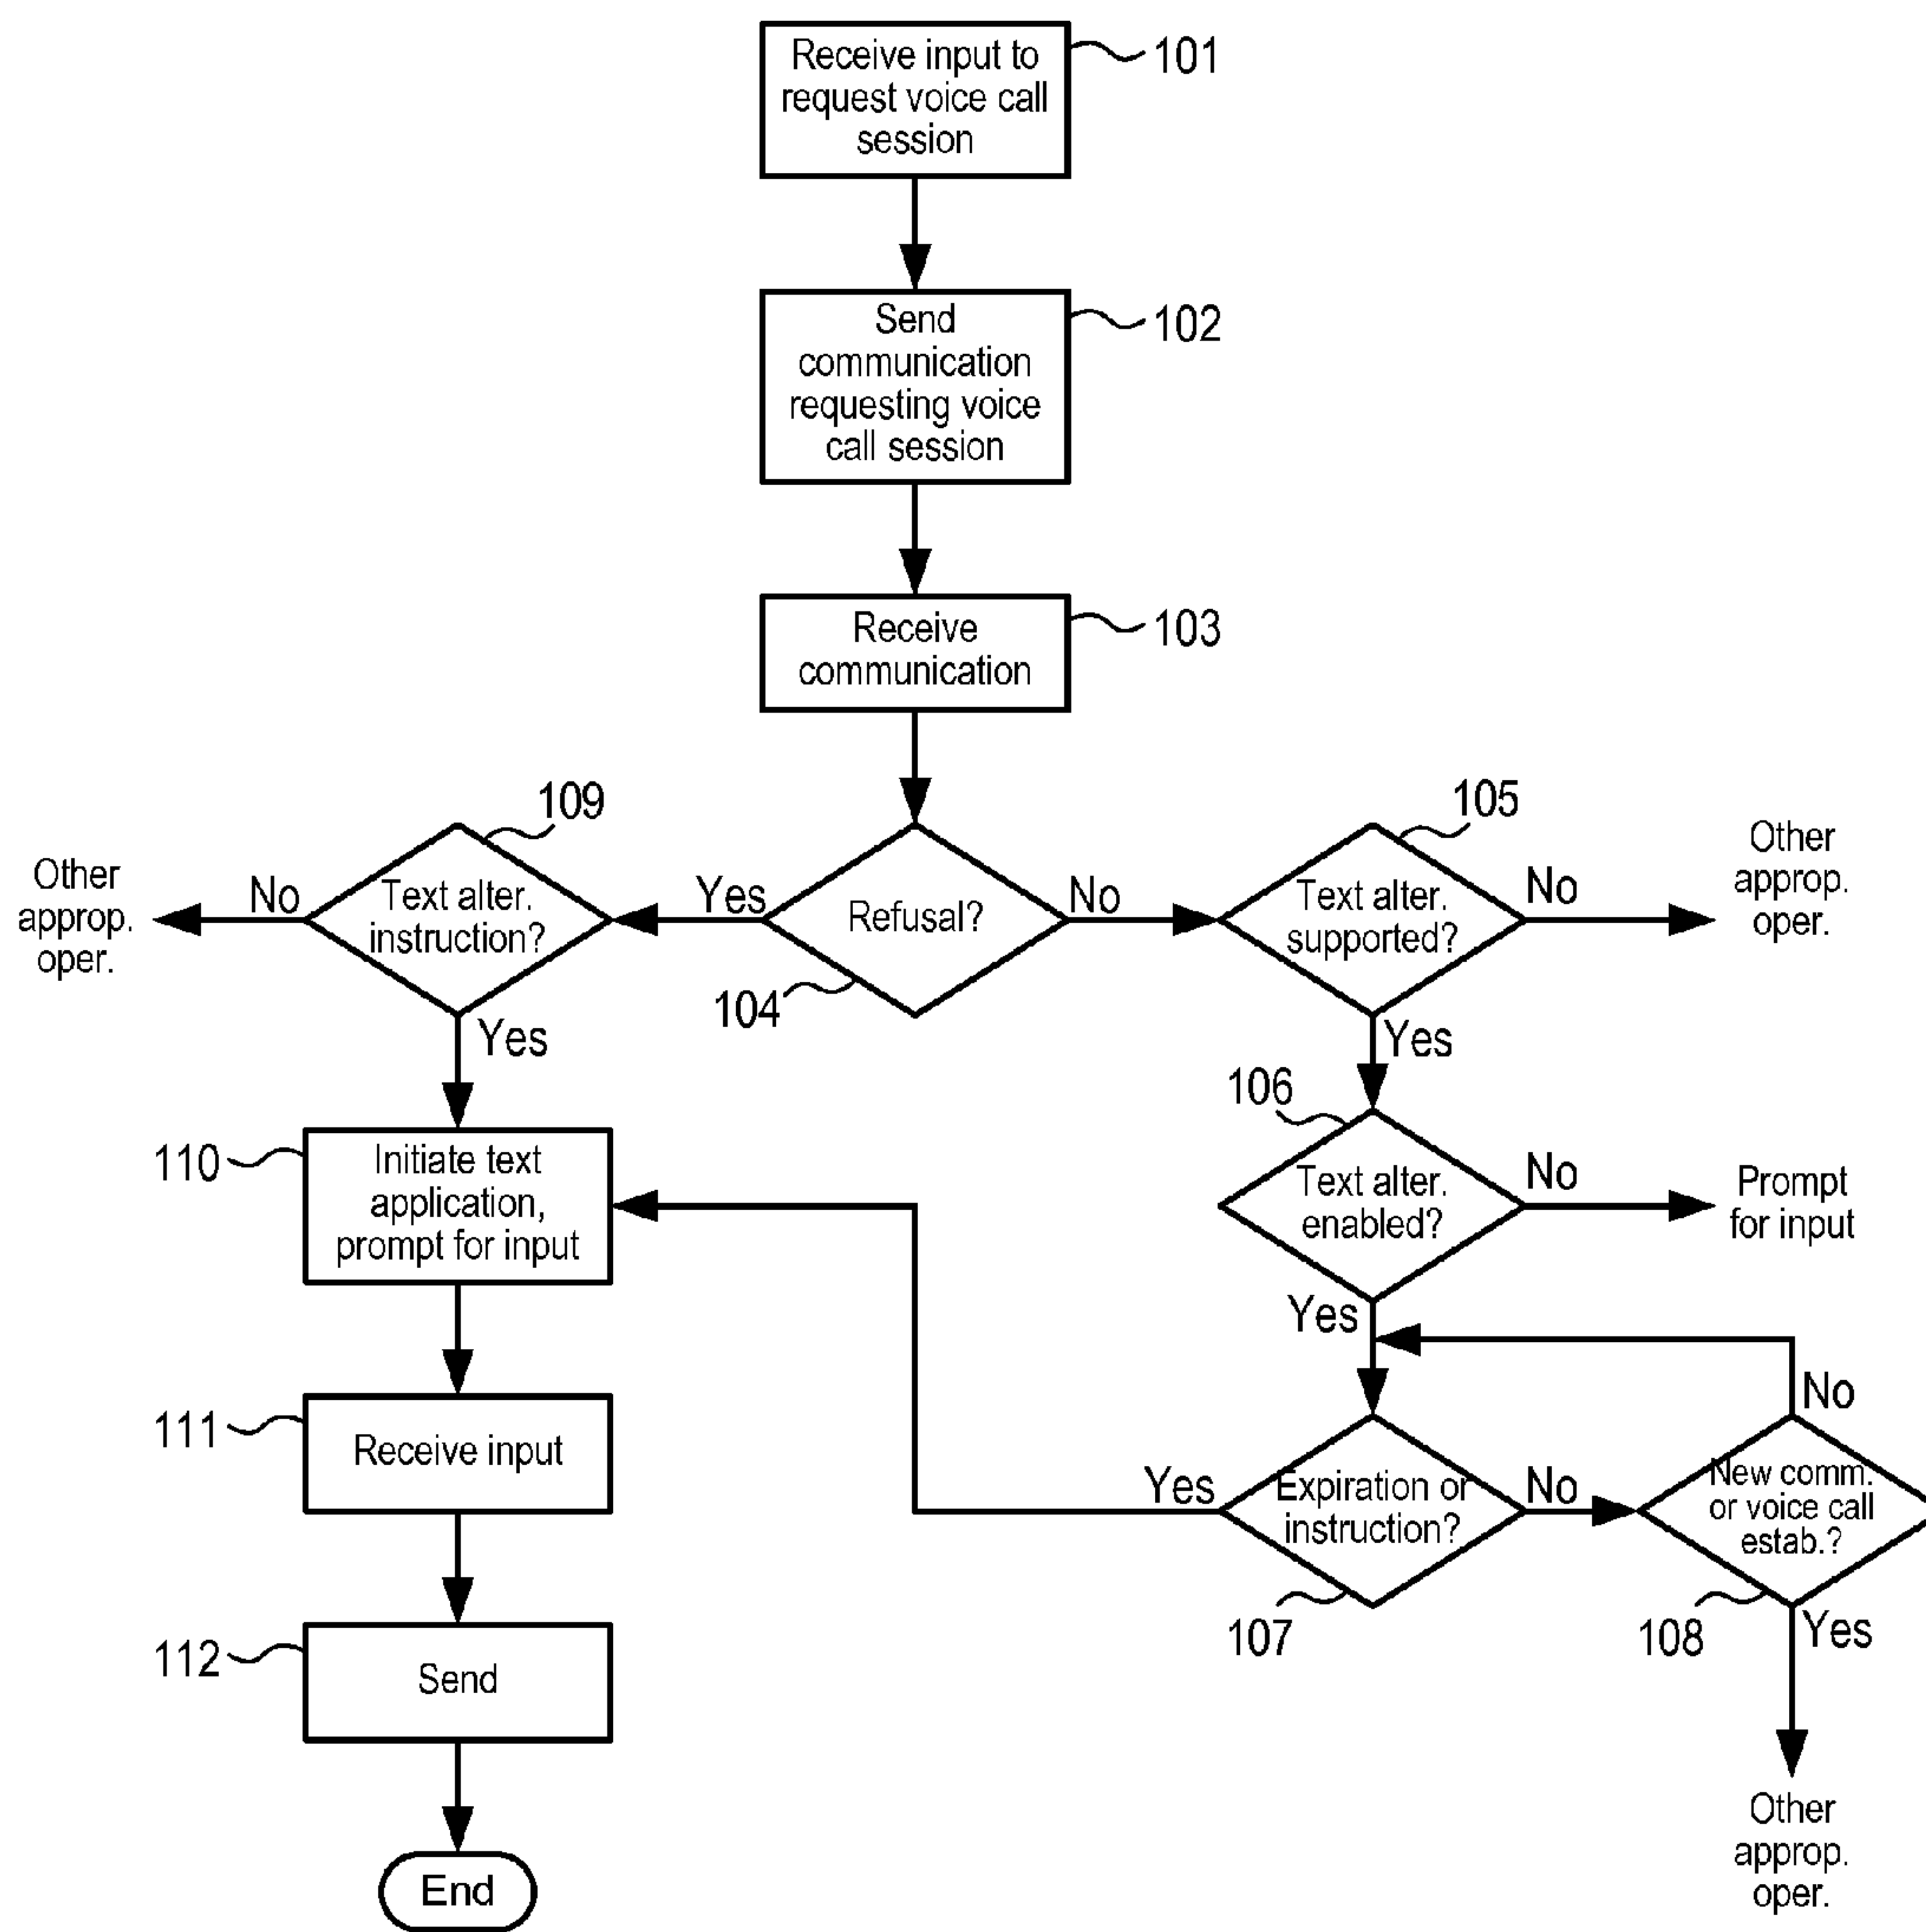 Receive input to
request voice call
session
101
Send
communication
requesting voice
call session
102
Receive
communication
103
109
105
Other
approp.
oper.
No
Text alter.
instruction?
Yes
Refusal?
No
Text alter.
supported?
No
Other
approp.
oper.
104
Yes
Yes
106
110
Initiate text
application,
prompt for input
Text alter.
enabled?
No
Prompt
for input
Yes
No
111
Receive input
Yes
Expiration or
instruction?
No
New comm.
or voice call
estab.?
107
108
Yes
112
Send
Other
approp.
oper.
End